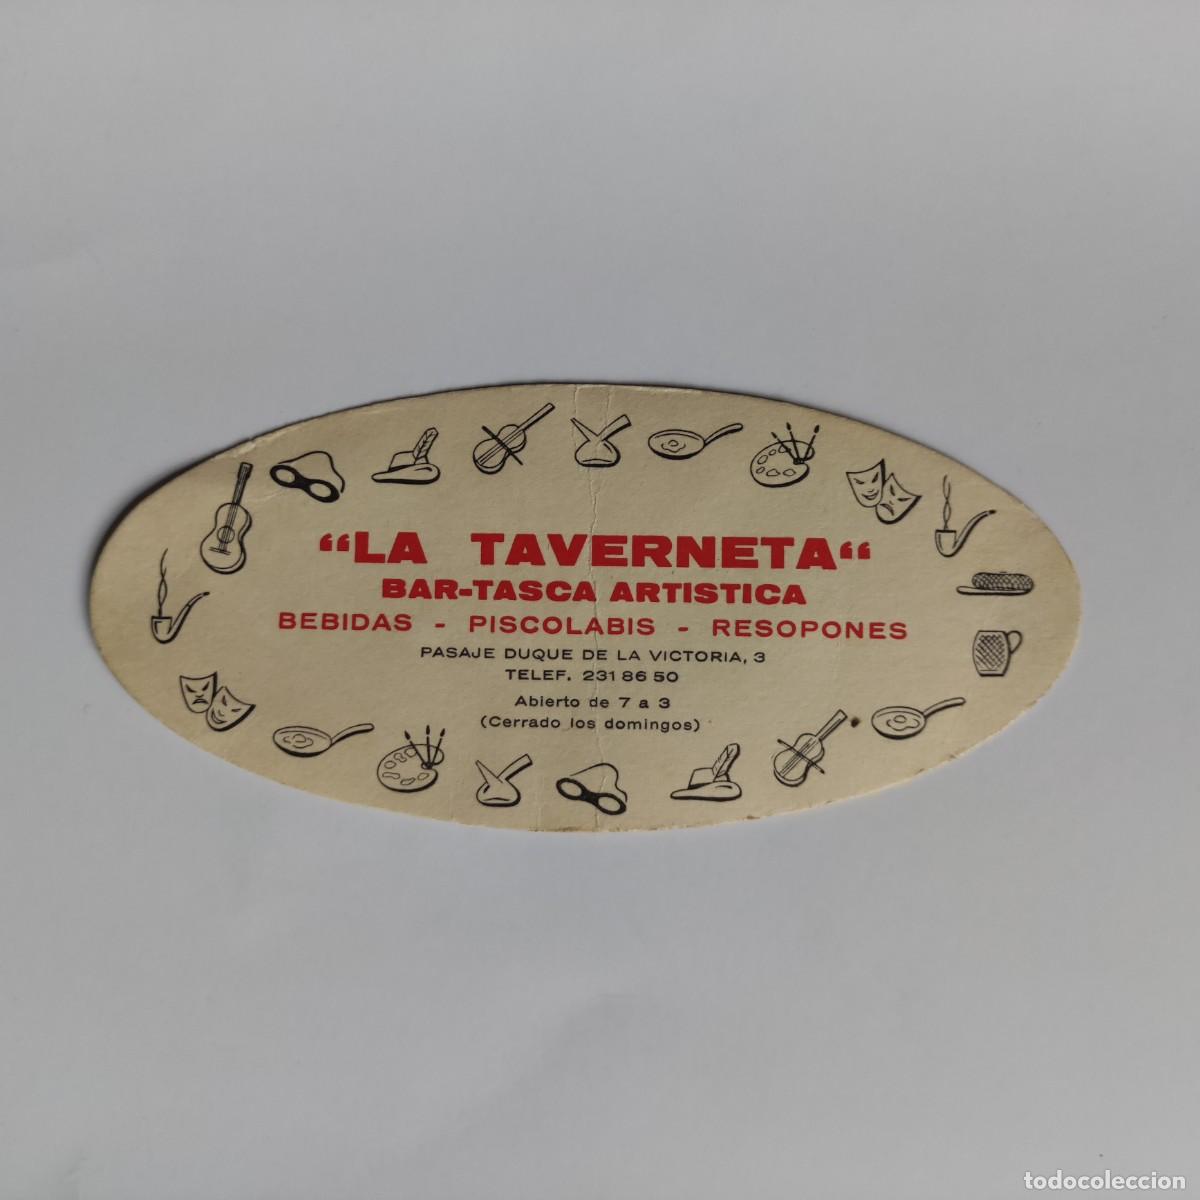 “LA TAVERNETA“
BAR-TASCA ARTISTICA
BEBIDAS - PISCOLABIS - RESOPONES
PASAJE DUQUE DE LA VICTORIA, 3
TELEF. 231 86 50
Abierto de 7 a 3
(Cerrado los domingos)
todocoleccion